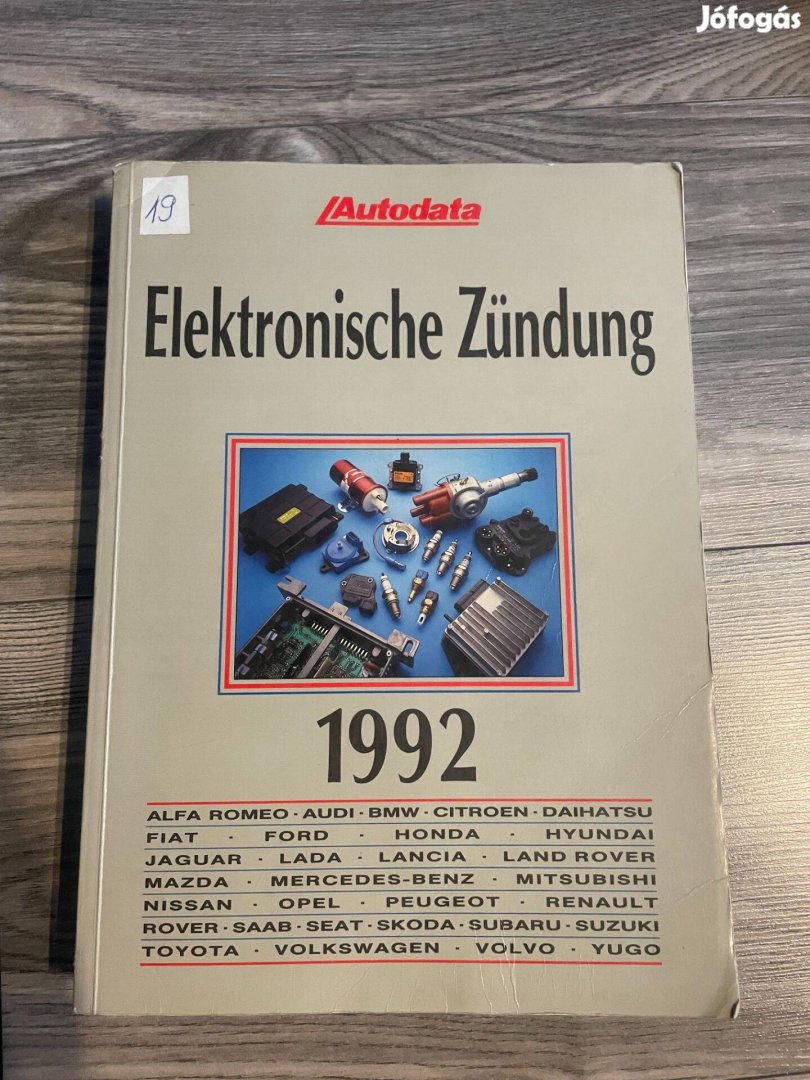 Jófogás
19
Autodata
Elektronische Zündung
1992
ALFA ROMEO · AUDI · BMW · CITROEN · DAIHATSU
FIAT · FORD · HONDA · HYUNDAI
JAGUAR · LADA · LANCIA · LAND ROVER
MAZDA · MERCEDES-BENZ · MITSUBISHI
NISSAN · OPEL · PEUGEOT · RENAULT
ROVER · SAAB · SEAT · SKODA · SUBARU · SUZUKI
TOYOTA · VOLKSWAGEN · VOLVO · YUGO